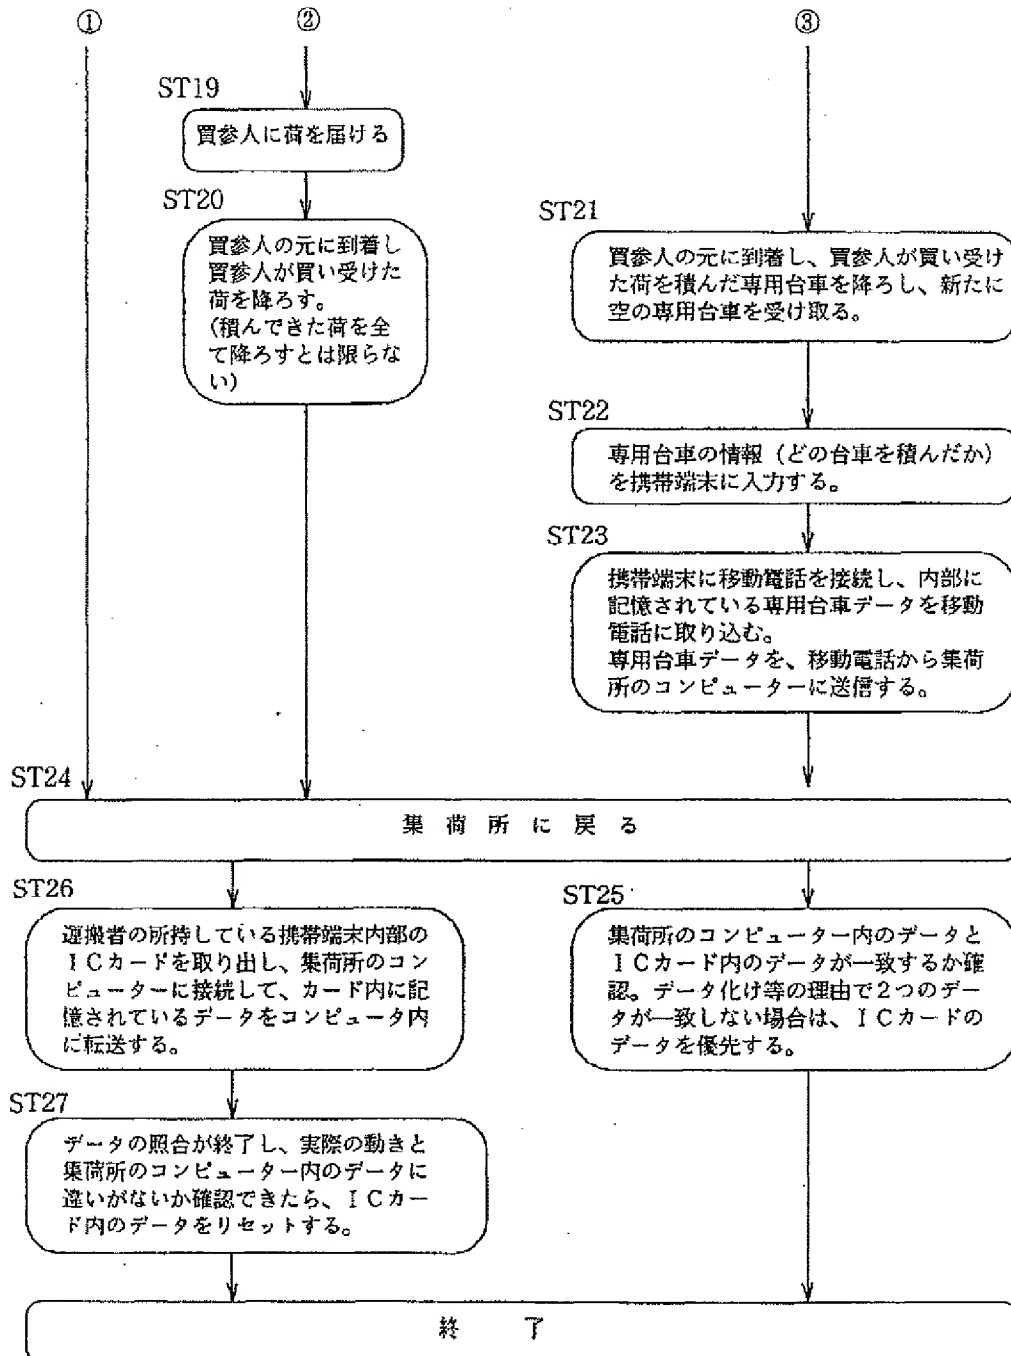 ①
②
③
ST19
買参人に荷を届ける
ST20
買参人の元に到着し
買参人が買い受けた
荷を降ろす。
(積んできた荷を全
て降ろすとは限らな
い)
ST21
買参人の元に到着し、買参人が買い受け
た荷を積んだ専用台車を降ろし、新たに
空の専用台車を受け取る。
ST22
専用台車の情報（どの台車を積んだか）
を携帯端末に入力する。
ST23
携帯端末に移動電話を接続し、内部に
記憶されている専用台車データを移動
電話に取り込む。
専用台車データを、移動電話から集荷
所のコンピューターに送信する。
ST24
集荷所に戻る
ST26
運搬者の所持している携帯端末内部の
ＩＣカードを取り出し、集荷所のコン
ピューターに接続して、カード内に記
憶されているデータをコンピュータ内
に転送する。
ST25
集荷所のコンピューター内のデータと
ＩＣカード内のデータが一致するか確
認。データ化け等の理由で2つのデー
タが一致しない場合は、ＩＣカードの
データを優先する。
ST27
データの照合が終了し、実際の動きと
集荷所のコンピューター内のデータに
違いがないか確認できたら、ＩＣカー
ド内のデータをリセットする。
終了